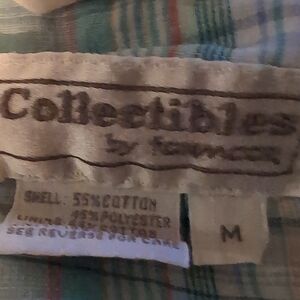 Collectibles
by
SHELL: 55%COTTON
45%POLYESTER
SEE REVERSE FOR CARE
M